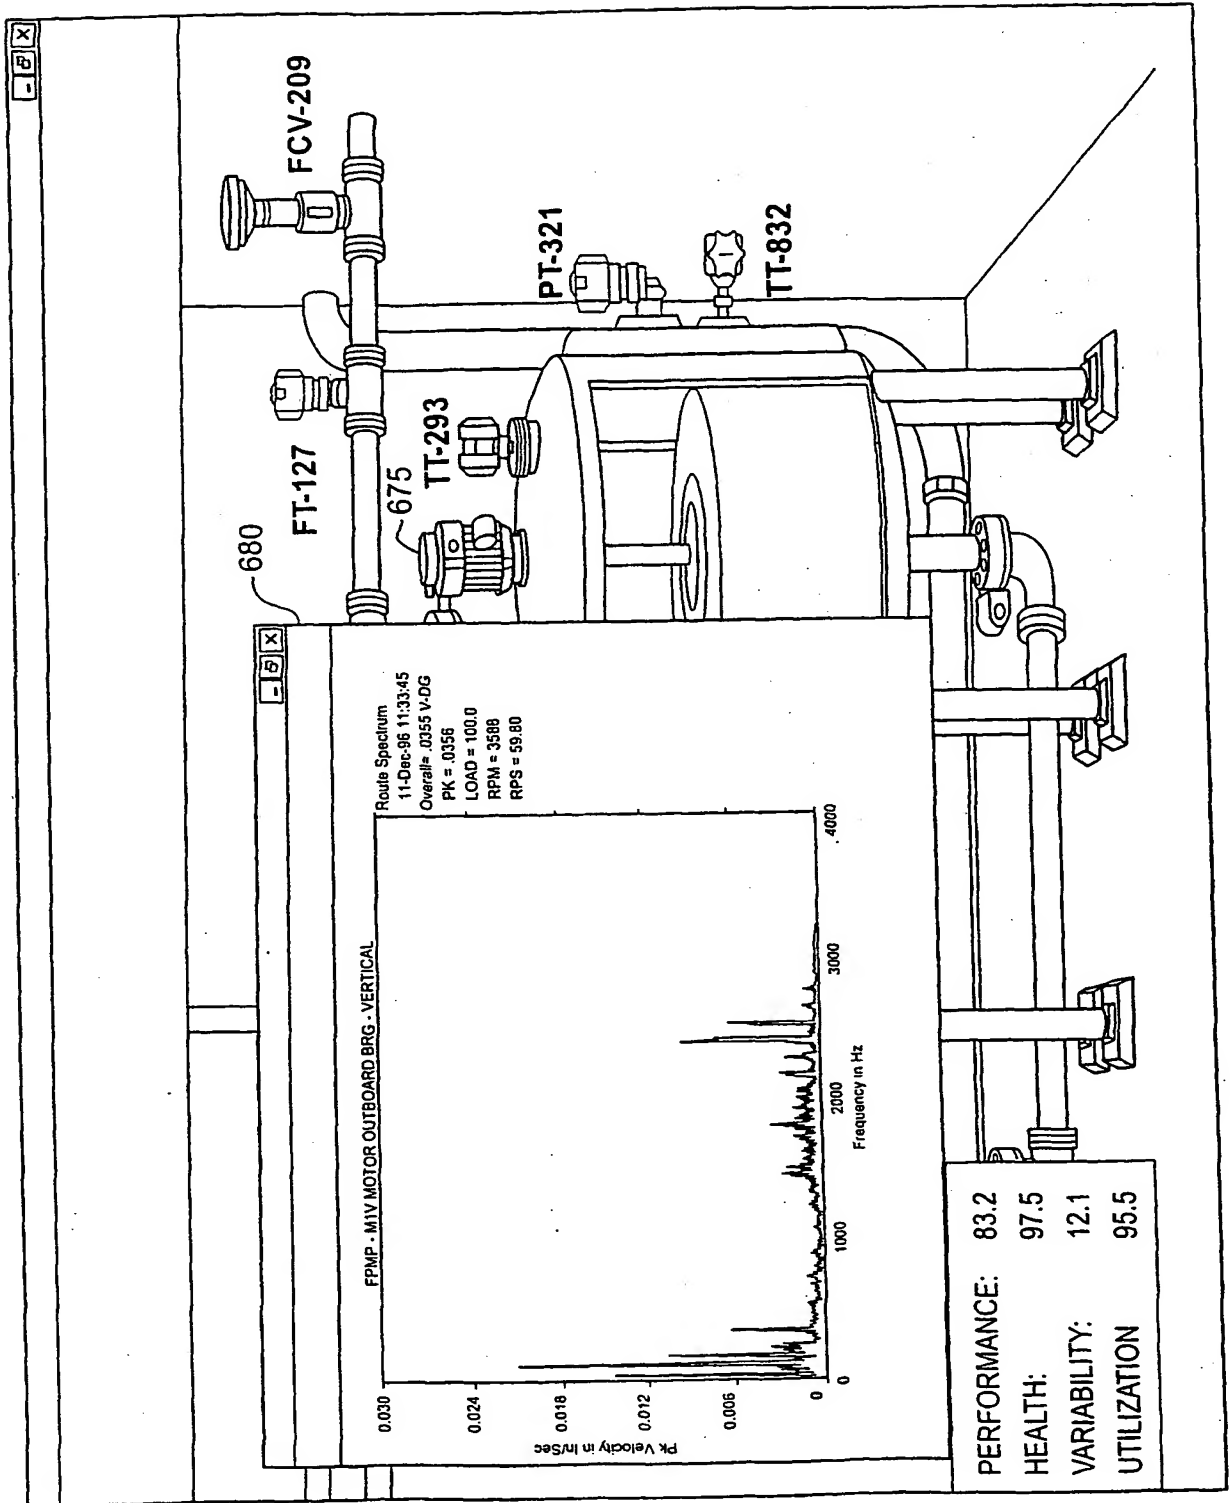 FCV-209
PT-321
TT-832
FT-127
TT-293
675
680
FPMP - M1V MOTOR OUTBOARD BRG - VERTICAL
Route Spectrum
11-Dec-96 11:33:45
Overall= .0355 V-DG
PK = .0356
LOAD = 100.0
RPM = 3588
RPS = 59.80
Pk Velocity in In/Sec
0.030
0.024
0.018
0.012
0.006
0
0 1000 2000 3000 4000
Frequency in Hz
PERFORMANCE: 83.2
HEALTH: 97.5
VARIABILITY: 12.1
UTILIZATION 95.5